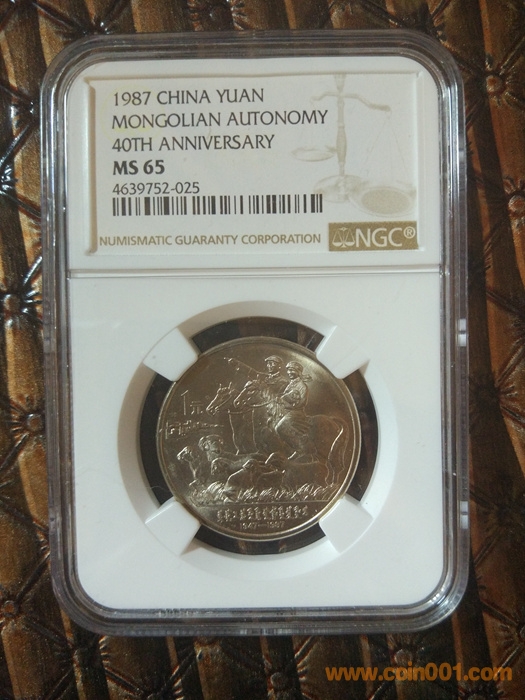 1987 CHINA YUAN
MONGOLIAN AUTONOMY
40TH ANNIVERSARY
MS 65
4639752-025
NUMISMATIC GUARANTY CORPORATION NGC®
1947-1987
www.coin001.com